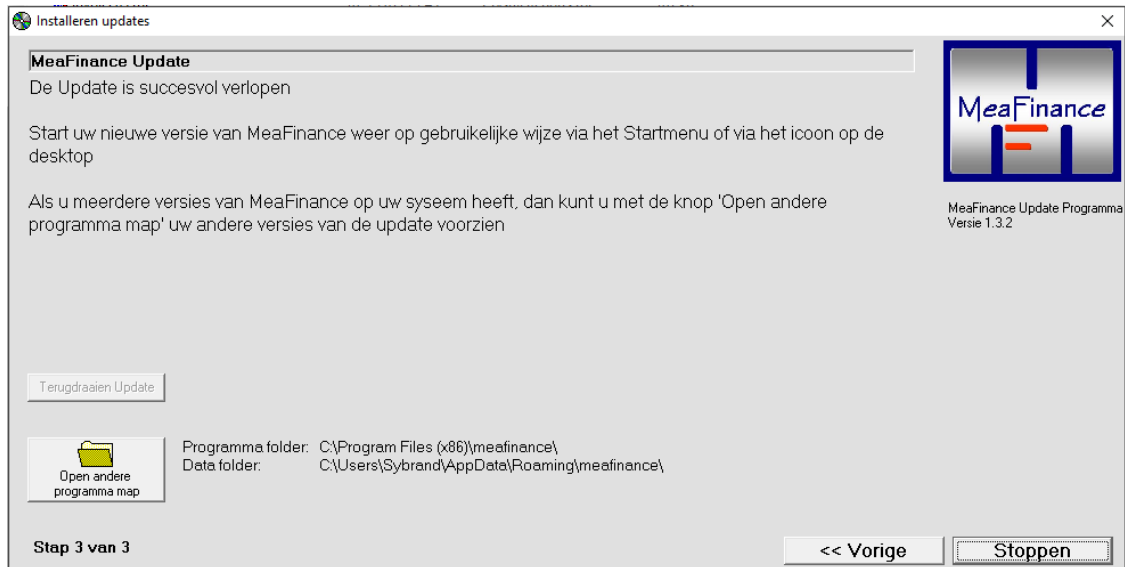 Installeren updates
MeaFinance Update
De Update is succesvol verlopen
Start uw nieuwe versie van MeaFinance weer op gebruikelijke wijze via het Startmenu of via het icoon op de
desktop
Als u meerdere versies van MeaFinance op uw syseem heeft, dan kunt u met de knop 'Open andere
programma map' uw andere versies van de update voorzien
MeaFinance
MeaFinance Update Programma
Versie 1.3.2
Terugdraaien Update
Open andere
programma map
Programma folder: C:\Program Files (x86)\meafinance\
Data folder: C:\Users\Sybrand\AppData\Roaming\meafinance\
Stap 3 van 3
<< Vorige
Stoppen